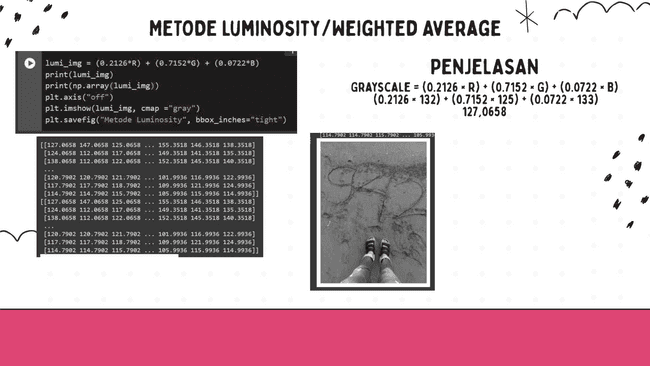 METODE LUMINOSITY/WEIGHTED AVERAGE
lumi_img = (0.2126*R) + (0.7152*G) + (0.0722*B)
print(lumi_img)
print(np.array(lumi_img))
plt.axis("off")
plt.imshow(lumi_img, cmap ="gray")
plt.savefig("Metode Luminosity", bbox_inches="tight")
[[127.0658 147.0658 125.0658 ... 155.3518 146.3518 138.3518]
[124.0658 112.0658 117.0658 ... 149.3518 141.3518 135.3518]
[138.0658 112.0658 122.0658 ... 152.3518 145.3518 140.3518]
...
[120.7902 120.7902 121.7902 ... 101.9936 116.9936 122.9936]
[117.7902 117.7902 118.7902 ... 109.9936 121.9936 124.9936]
[114.7902 114.7902 115.7902 ... 105.9936 115.9936 114.9936]]
[[127.0658 147.0658 125.0658 ... 155.3518 146.3518 138.3518]
[124.0658 112.0658 117.0658 ... 149.3518 141.3518 135.3518]
[138.0658 112.0658 122.0658 ... 152.3518 145.3518 140.3518]
...
[120.7902 120.7902 121.7902 ... 101.9936 116.9936 122.9936]
[117.7902 117.7902 118.7902 ... 109.9936 121.9936 124.9936]
[114.7902 114.7902 115.7902 ... 105.9936 115.9936 114.9936]]
PENJELASAN
GRAYSCALE = (0.2126 × R) + (0.7152 × G) + (0.0722 × B)
(0.2126 × 132) + (0.7152 × 125) + (0.0722 × 133)
127,0658
[114.7902 114.7902 115.7902 ... 105.993